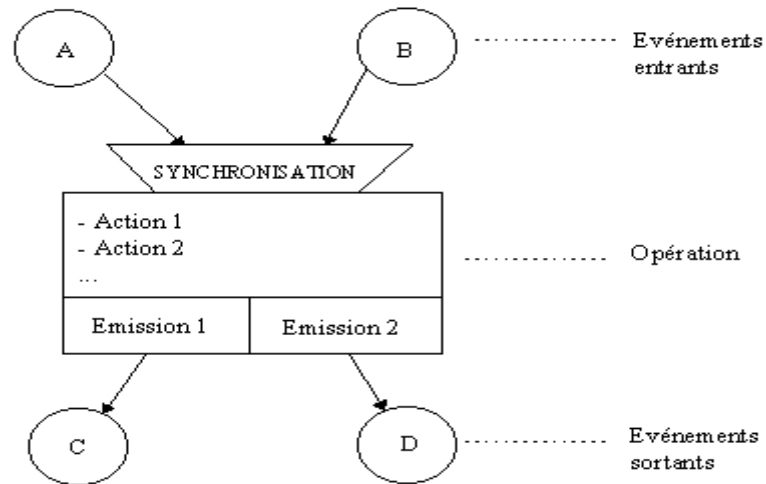 A
B
Evénements
entrants
SYNCHRONISATION
- Action 1
- Action 2
...
Opération
Emission 1
Emission 2
C
D
Evénements
sortants